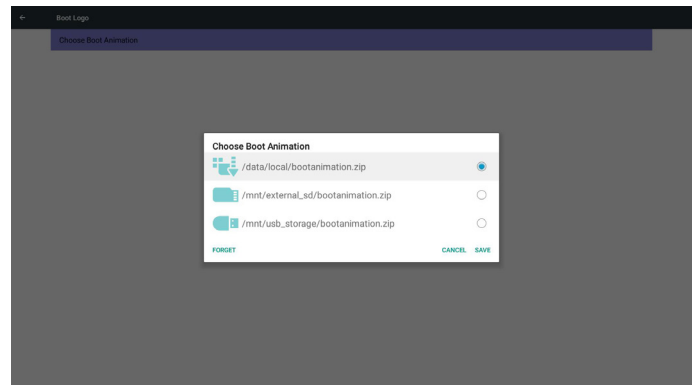 Boot Logo
Choose Boot Animation
Choose Boot Animation
/data/local/bootanimation.zip
/mnt/external_sd/bootanimation.zip
/mnt/usb_storage/bootanimation.zip
FORGET CANCEL SAVE